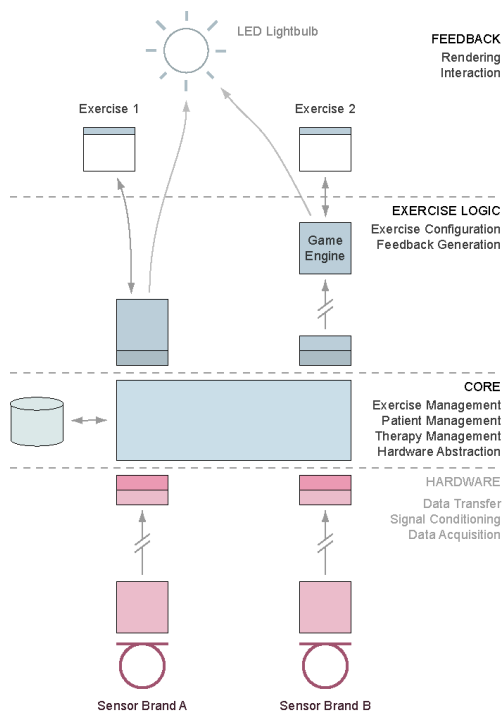 LED Lightbulb
FEEDBACK
Rendering
Interaction
Exercise 1
Exercise 2
EXERCISE LOGIC
Exercise Configuration
Feedback Generation
Game
Engine
CORE
Exercise Management
Patient Management
Therapy Management
Hardware Abstraction
HARDWARE
Data Transfer
Signal Conditioning
Data Acquisition
Sensor Brand A
Sensor Brand B